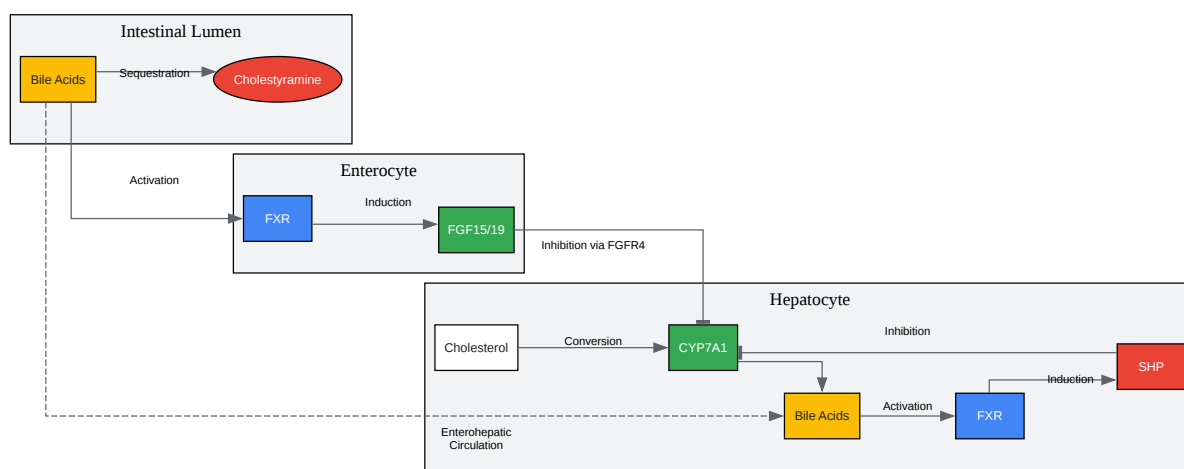 Intestinal Lumen
Bile Acids
Sequestration
Cholestyramine
Activation
Enterocyte
FXR
Induction
FGF15/19
Inhibition via FGFR4
Hepatocyte
Cholesterol
Conversion
CYP7A1
Inhibition
SHP
Induction
Bile Acids
Activation
FXR
Enterohepatic
Circulation